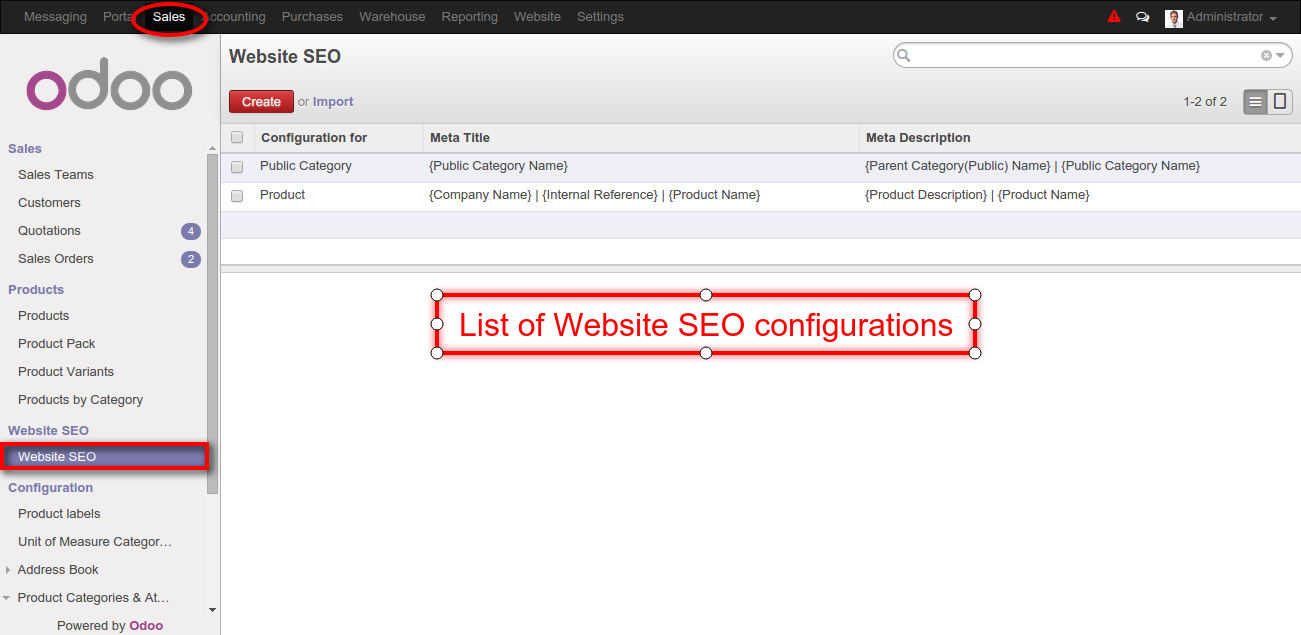 Messaging Porta Sales ccounting Purchases Warehouse Reporting Website Settings Administrator
odoo
Website SEO
Create or Import 1-2 of 2
Configuration for Meta Title Meta Description
Public Category {Public Category Name} {Parent Category(Public) Name} | {Public Category Name}
Product {Company Name} | {Internal Reference} | {Product Name} {Product Description} | {Product Name}
List of Website SEO configurations
Sales
Sales Teams
Customers
Quotations 4
Sales Orders 2
Products
Products
Product Pack
Product Variants
Products by Category
Website SEO
Website SEO
Configuration
Product labels
Unit of Measure Categor…
Address Book
Product Categories & At…
Powered by Odoo